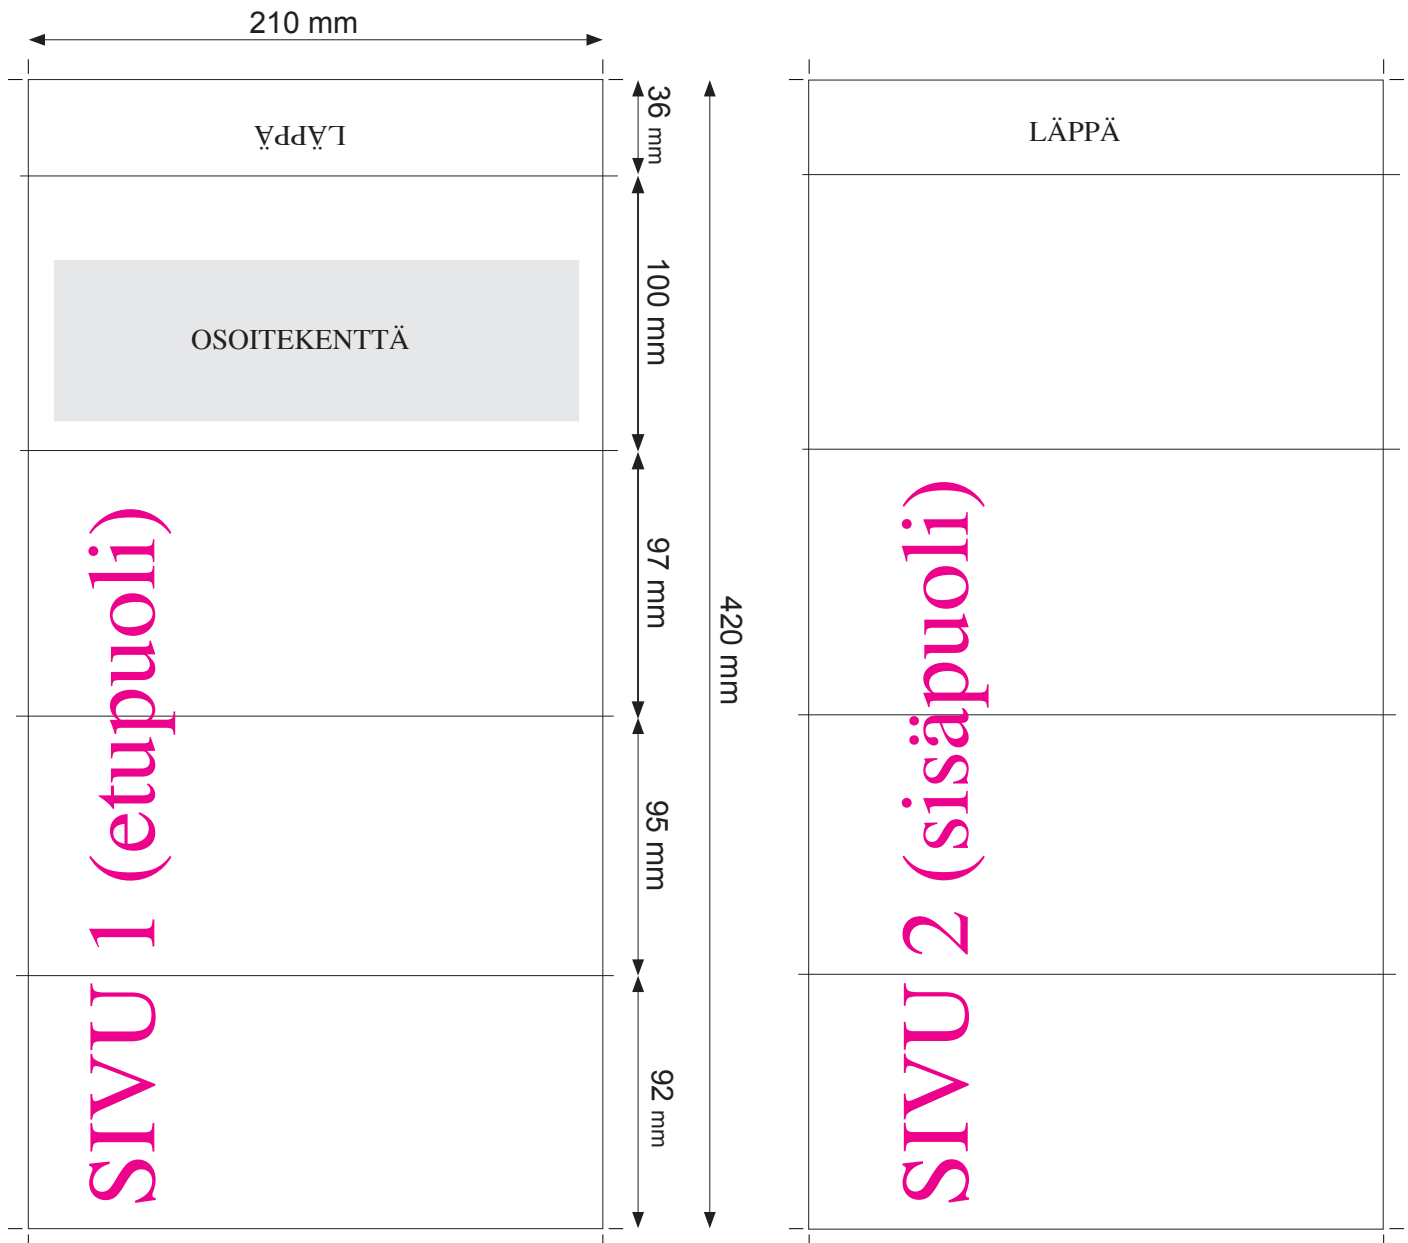 210 mm
LÄPPÄ
36 mm
LÄPPÄ
100 mm
OSOITEKENTTÄ
97 mm
420 mm
95 mm
92 mm
SIVU 1 (etupuoli)
SIVU 2 (sisäpuoli)